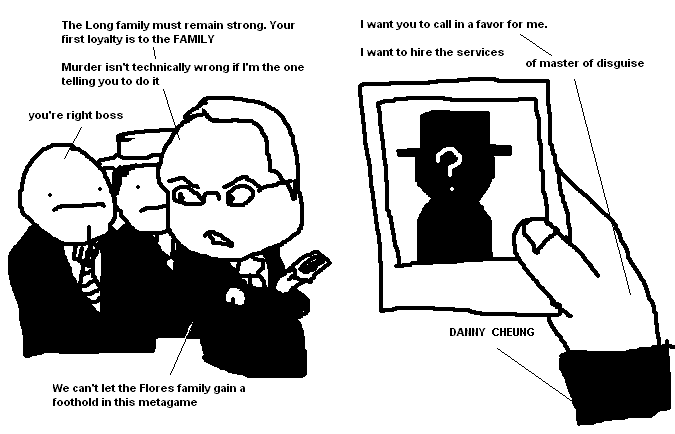 The Long family must remain strong. Your
first loyalty is to the FAMILY
Murder isn't technically wrong if I'm the one
telling you to do it
you're right boss
We can't let the Flores family gain a
foothold in this metagame
I want you to call in a favor for me.
I want to hire the services
of master of disguise
?
DANNY CHEUNG